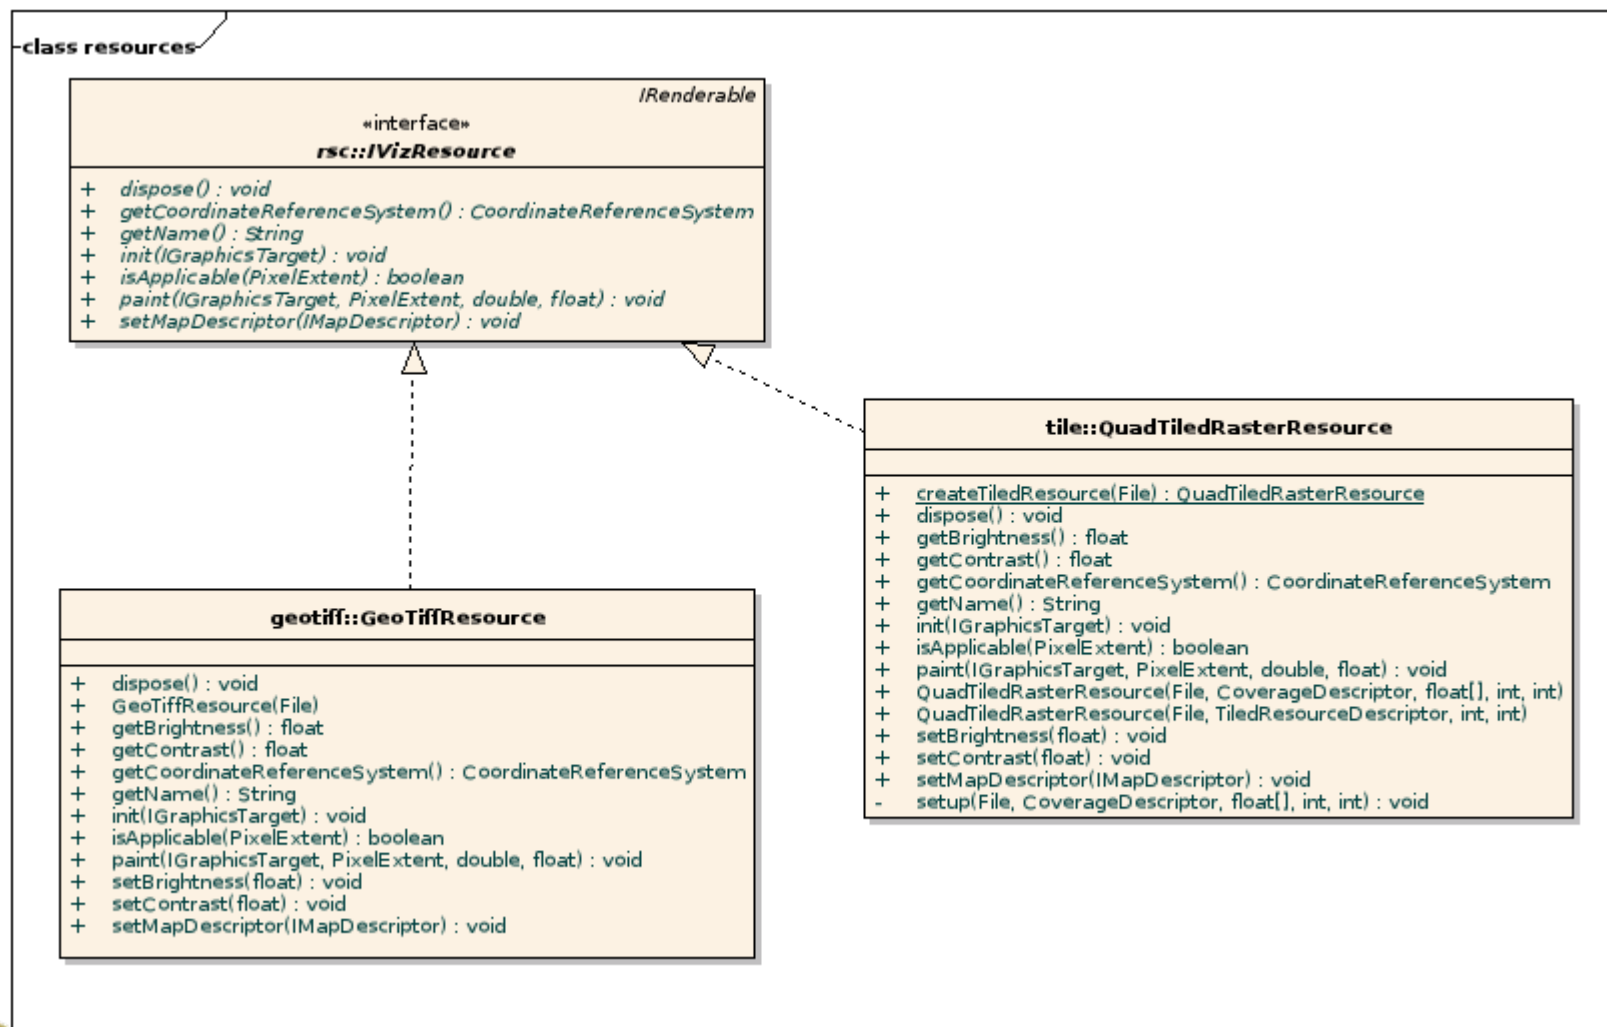 class resources
IRenderable
«interface»
rsc::IVizResource
+ dispose() : void
+ getCoordinateReferenceSystem() : CoordinateReferenceSystem
+ getName() : String
+ init(IGraphicsTarget) : void
+ isApplicable(PixelExtent) : boolean
+ paint(IGraphicsTarget, PixelExtent, double, float) : void
+ setMapDescriptor(IMapDescriptor) : void
tile::QuadTiledRasterResource
+ createTiledResource(File) : QuadTiledRasterResource
+ dispose() : void
+ getBrightness() : float
+ getContrast() : float
+ getCoordinateReferenceSystem() : CoordinateReferenceSystem
+ getName() : String
+ init(IGraphicsTarget) : void
+ isApplicable(PixelExtent) : boolean
+ paint(IGraphicsTarget, PixelExtent, double, float) : void
+ QuadTiledRasterResource(File, CoverageDescriptor, float[], int, int)
+ QuadTiledRasterResource(File, TiledResourceDescriptor, int, int)
+ setBrightness(float) : void
+ setContrast(float) : void
+ setMapDescriptor(IMapDescriptor) : void
- setup(File, CoverageDescriptor, float[], int, int) : void
geotiff::GeoTiffResource
+ dispose() : void
+ GeoTiffResource(File)
+ getBrightness() : float
+ getContrast() : float
+ getCoordinateReferenceSystem() : CoordinateReferenceSystem
+ getName() : String
+ init(IGraphicsTarget) : void
+ isApplicable(PixelExtent) : boolean
+ paint(IGraphicsTarget, PixelExtent, double, float) : void
+ setBrightness(float) : void
+ setContrast(float) : void
+ setMapDescriptor(IMapDescriptor) : void